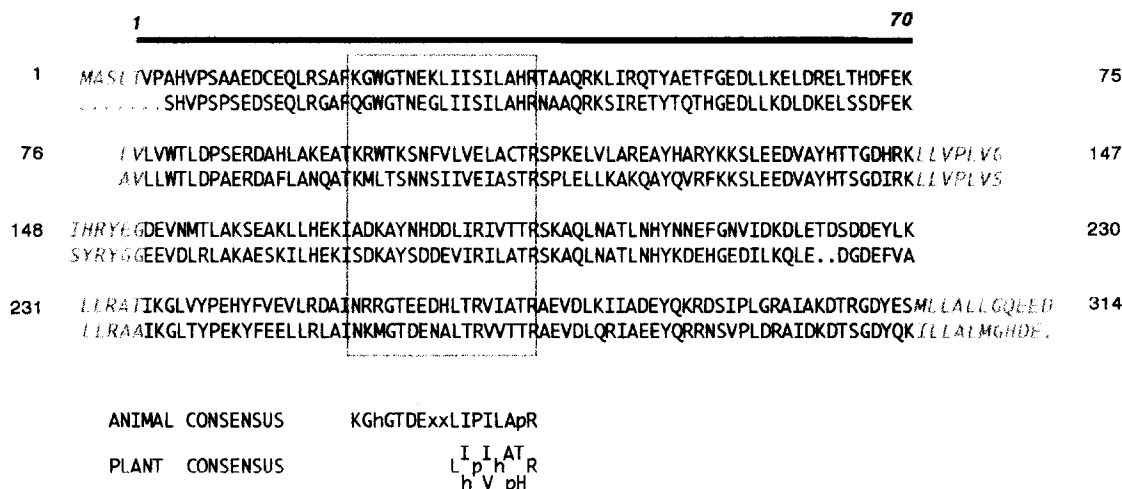 1 70
1 MASLTVPAHVPSAAEDCEQLRSAFKGWGTNEKLIISILAHRTAAQRKLIRQTYAETFGEDLLKELDRELTHDFEK 75
.......SHVPSPSEDSEQLRGAFQGWGTNEGLIISILAHRNAAQRKSIRETYTQTHGEDLLKDLDKELSSDFEK
76 LVLVWTLDPSERDAHLAKEATKRWTKSNFVLVELACTRSPKELVLAREAYHARYKKSLEEDVAYHTTGDHRKLLVPLVG 147
AVLLWTLDPAERDAFLANQATKMLTSNNSIIVEIASTRSPLELLKAKQAYQVRFKKSLEEDVAYHTSGDIRKLLVPLVS
148 IHRYEGDEVNMTLAKSEAKLLHEKIADKAYNHDDLIRIVTTRSKAQLNATLNHYNNEFGNVIDKDLETDSDDEYLK 230
SYRYGGEEVDLRLAKAESKILHEKISDKAYSDDEVIRILATRSKAQLNATLNHYKDEHGEDILKQLE..DGDEFVA
231 LLRATIKGLVYPEHYFVEVLRDAINRRGTEEDHLTRVIATRAEVDLKIIADEYQKRDSIPLGRAIAKDTRGDYESMLLALLGQEED 314
LLRAAIKGLTYPEKYFEELLRLAINKMGTDENALTRVVTTRAEVDLQRIAEEYQRRNSVPLDRAIDKDTSGDYQKILLALMGHDE.
ANIMAL CONSENSUS KGhGTDExxLIPILApR
I I AT
PLANT CONSENSUS L p h R
h V pH